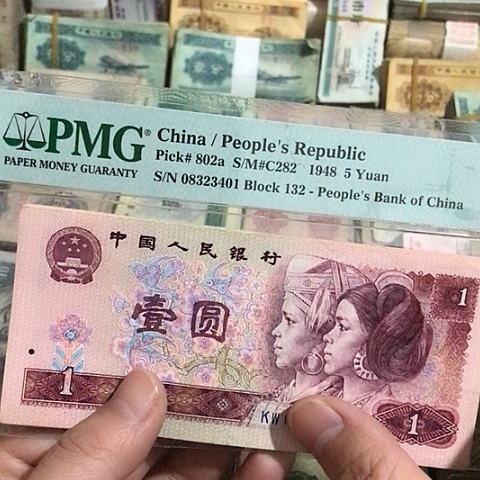 PMG®
PAPER MONEY GUARANTY
China / People's Republic
Pick# 802a S/M#C282 1948 5 Yuan
S/N 08323401 Block 132 - People's Bank of China
中国人民银行
壹圆
1
1
1
KW